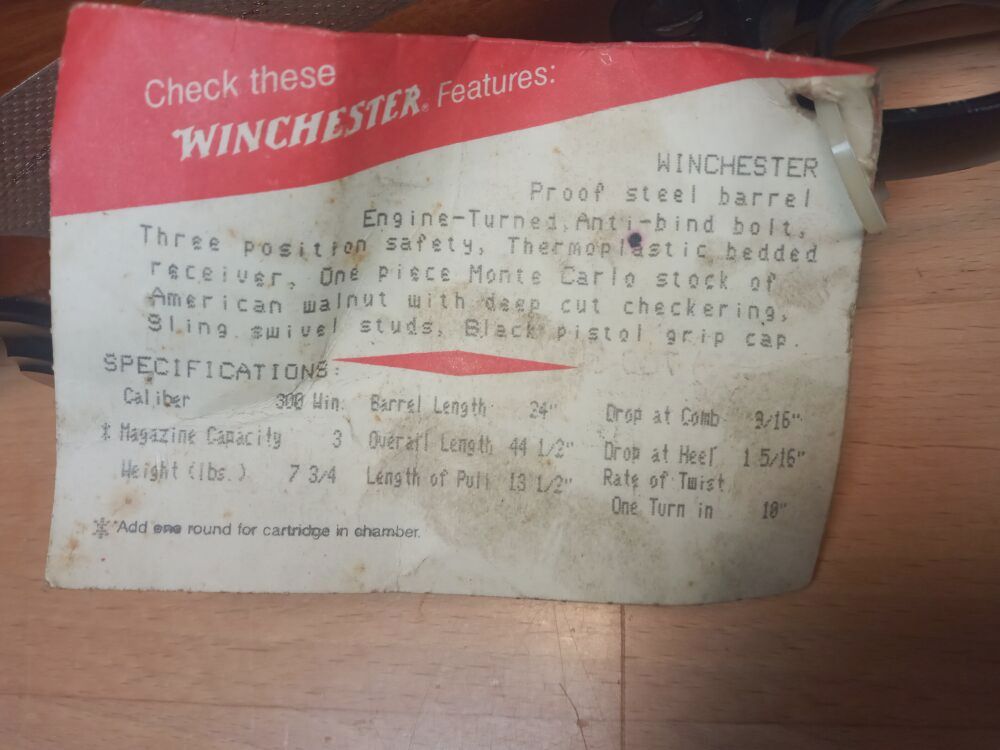 Check these
WINCHESTER® Features:
WINCHESTER
Proof steel barrel
Engine-Turned, Anti-bind bolt,
Three position safety, Thermoplastic bedded
receiver, One piece Monte Carlo stock of
American walnut with deep cut checkering,
Sling swivel studs, Black pistol grip cap.
SPECIFICATIONS:
Caliber 300 Win. Barrel Length 24" Drop at Comb 9/16"
* Magazine Capacity 3 Overall Length 44 1/2" Drop at Heel 1 5/16"
Weight (lbs.) 7 3/4 Length of Pull 13 1/2" Rate of Twist
One Turn in 10"
* Add one round for cartridge in chamber.